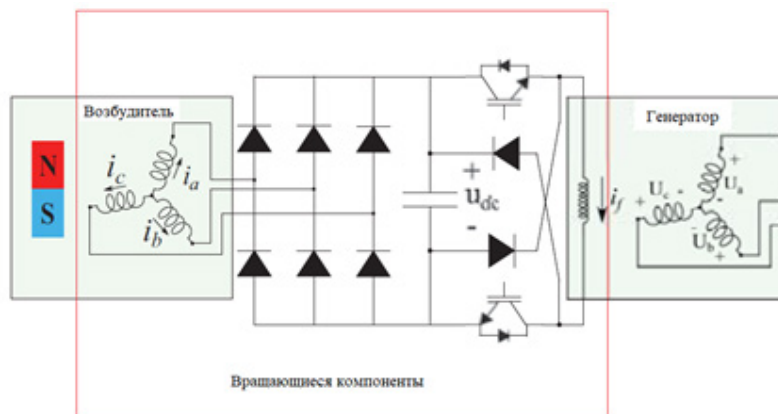 Возбудитель
Генератор
N
S
i_c
i_a
i_b
+
u_dc
-
i_f
+ U_c -
+
U_a
-
-
U_b
+
Вращающиеся компоненты